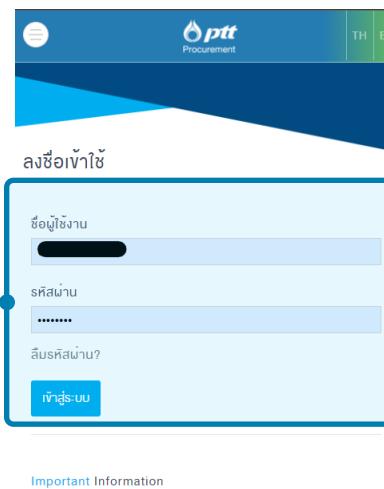 ptt
Procurement
TH
ลงชื่อเข้าใช้
ชื่อผู้ใช้งาน
รหัสผ่าน
••••••••
ลืมรหัสผ่าน?
เข้าสู่ระบบ
Important Information